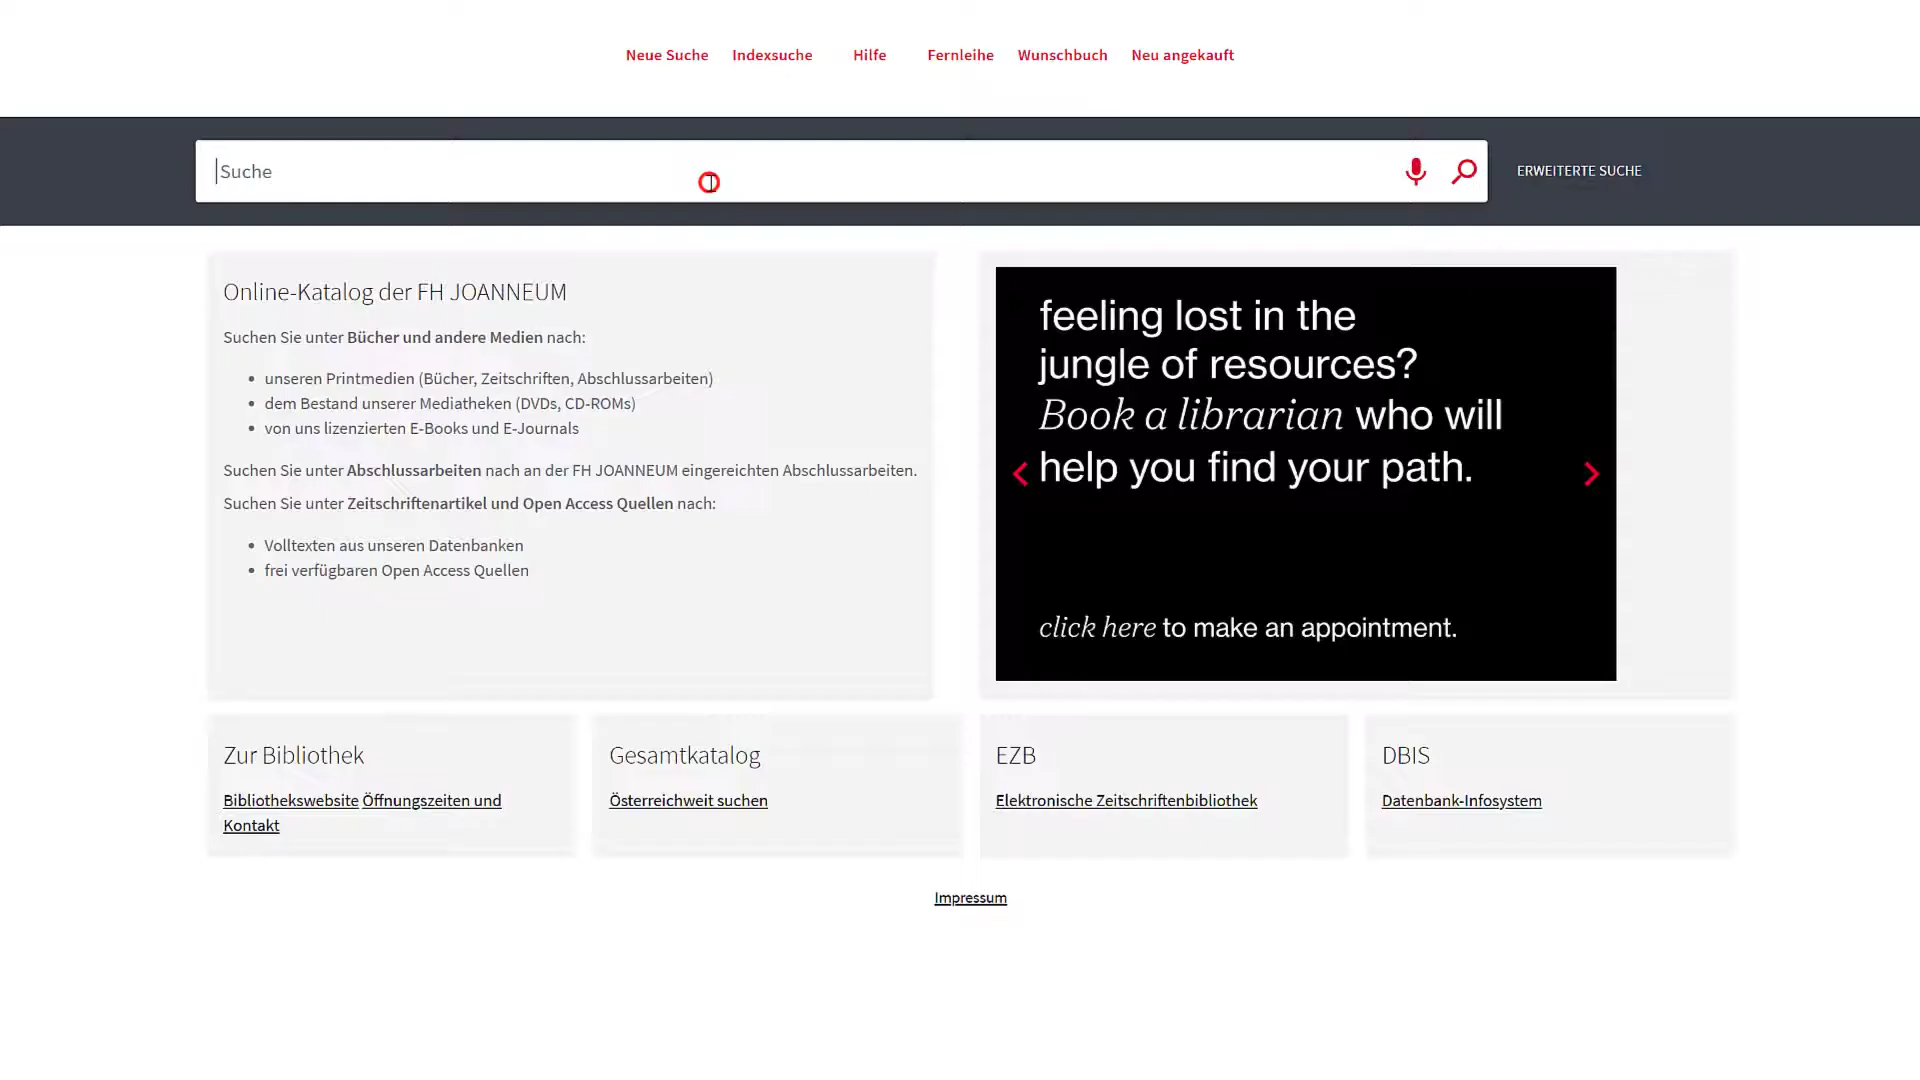 Neue Suche Indexsuche Hilfe Fernleihe Wunschbuch Neu angekauft
Suche
ERWEITERTE SUCHE
Online-Katalog der FH JOANNEUM
Suchen Sie unter Bücher und andere Medien nach:
unseren Printmedien (Bücher, Zeitschriften, Abschlussarbeiten)
dem Bestand unserer Mediatheken (DVDs, CD-ROMs)
von uns lizenzierten E-Books und E-Journals
Suchen Sie unter Abschlussarbeiten nach an der FH JOANNEUM eingereichten Abschlussarbeiten.
Suchen Sie unter Zeitschriftenartikel und Open Access Quellen nach:
Volltexten aus unseren Datenbanken
frei verfügbaren Open Access Quellen
feeling lost in the
jungle of resources?
Book a librarian who will
help you find your path.
click here to make an appointment.
Zur Bibliothek
Bibliothekswebsite Öffnungszeiten und
Kontakt
Gesamtkatalog
Österreichweit suchen
EZB
Elektronische Zeitschriftenbibliothek
DBIS
Datenbank-Infosystem
Impressum